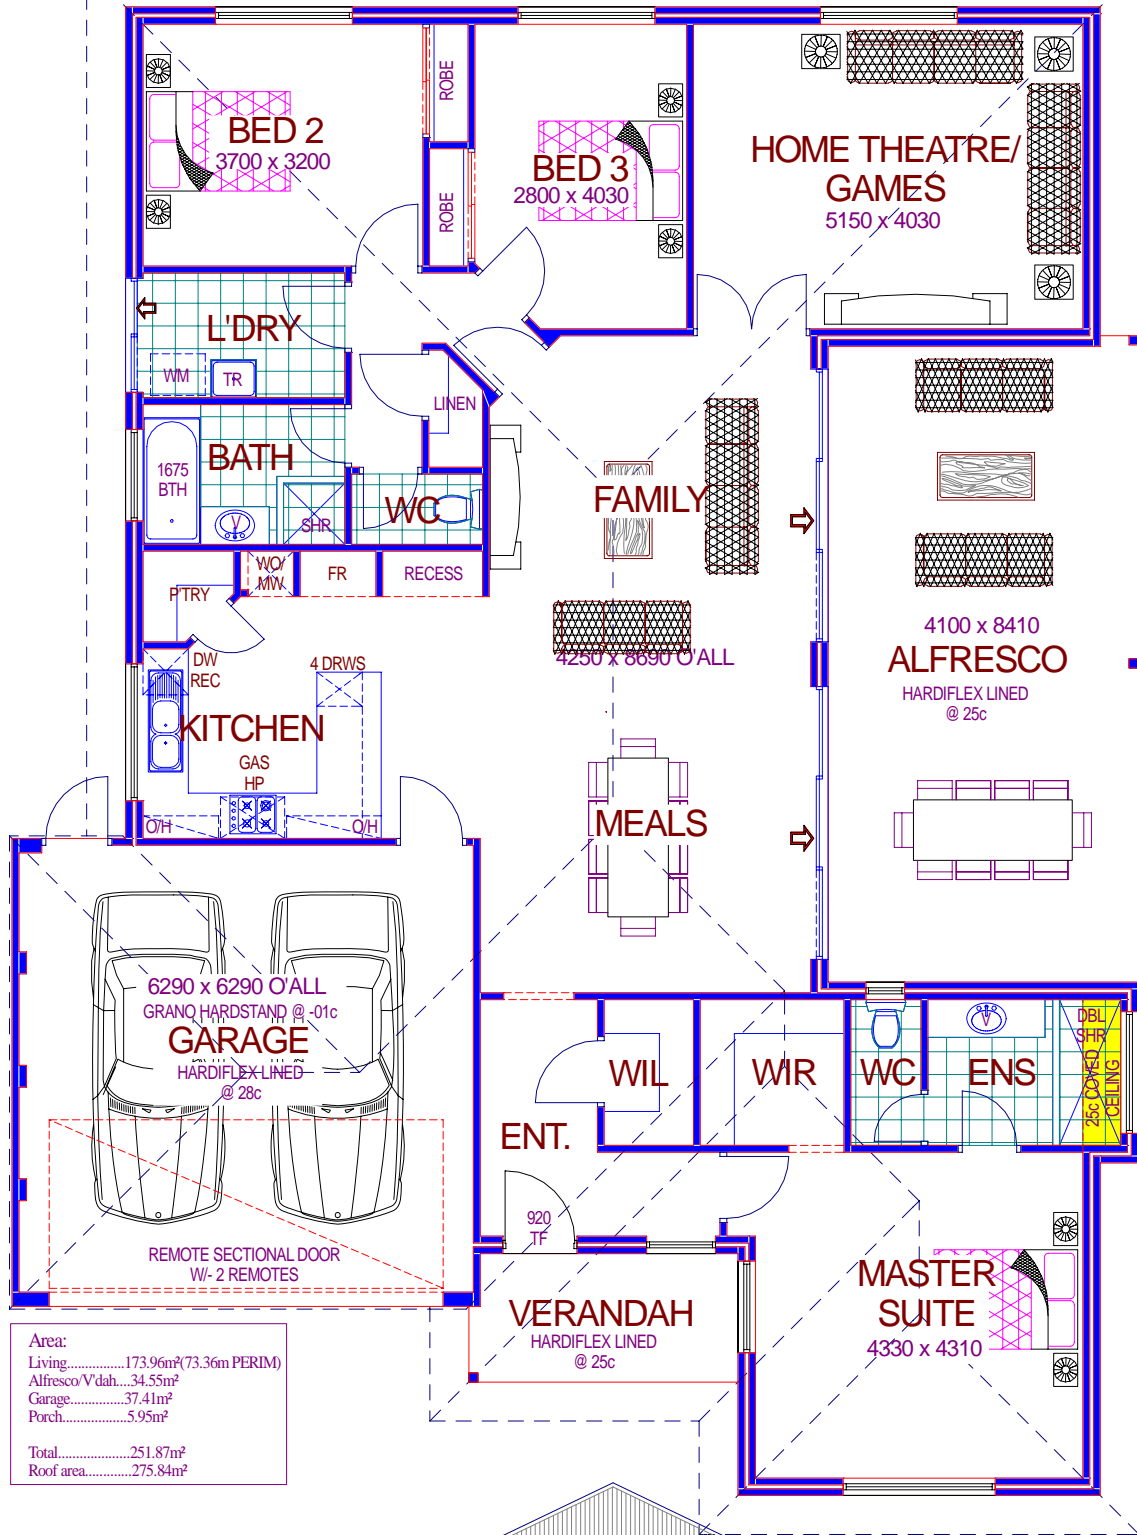 BED 2
3700 x 3200
ROBE
ROBE
BED 3
2800 x 4030
HOME THEATRE/
GAMES
5150 x 4030
L'DRY
WM
TR
LINEN
BATH
1675
BTH
V
SHR
WC
FAMILY
WO/
MW
FR
RECESS
P'TRY
DW
REC
4 DRWS
4250 x 8690 O'ALL
4100 x 8410
ALFRESCO
HARDIFLEX LINED
@ 25c
KITCHEN
GAS
HP
O/H
O/H
MEALS
6290 x 6290 O'ALL
GRANO HARDSTAND @ -01c
GARAGE
HARDIFLEX LINED
@ 28c
REMOTE SECTIONAL DOOR
W/- 2 REMOTES
WIL
WIR
WC
ENS
V
DBL
SHR
25c COVED
CEILING
ENT.
920
TF
VERANDAH
HARDIFLEX LINED
@ 25c
MASTER
SUITE
4330 x 4310
Area:
Living...............173.96m²(73.36m PERIM)
Alfresco/V'dah....34.55m²
Garage..............37.41m²
Porch.................5.95m²
Total...................251.87m²
Roof area............275.84m²